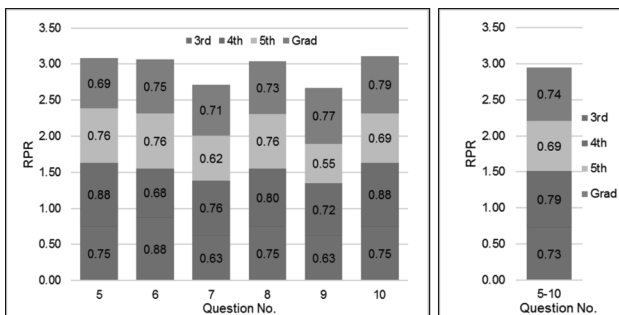 3.50
3rd 4th 5th Grad
3.00
0.69 0.75 0.71 0.73 0.77 0.79
2.50
2.00
0.76 0.76 0.62 0.76 0.55 0.69
RPR
1.50
0.88 0.68 0.76 0.80 0.72 0.88
1.00
0.50
0.75 0.88 0.63 0.75 0.63 0.75
0.00
5 6 7 8 9 10
Question No.
3.50
3.00
0.74
2.50
2.00
0.69
RPR
1.50
0.79
1.00
0.50
0.73
0.00
3rd
4th
5th
Grad
5-10
Question No.